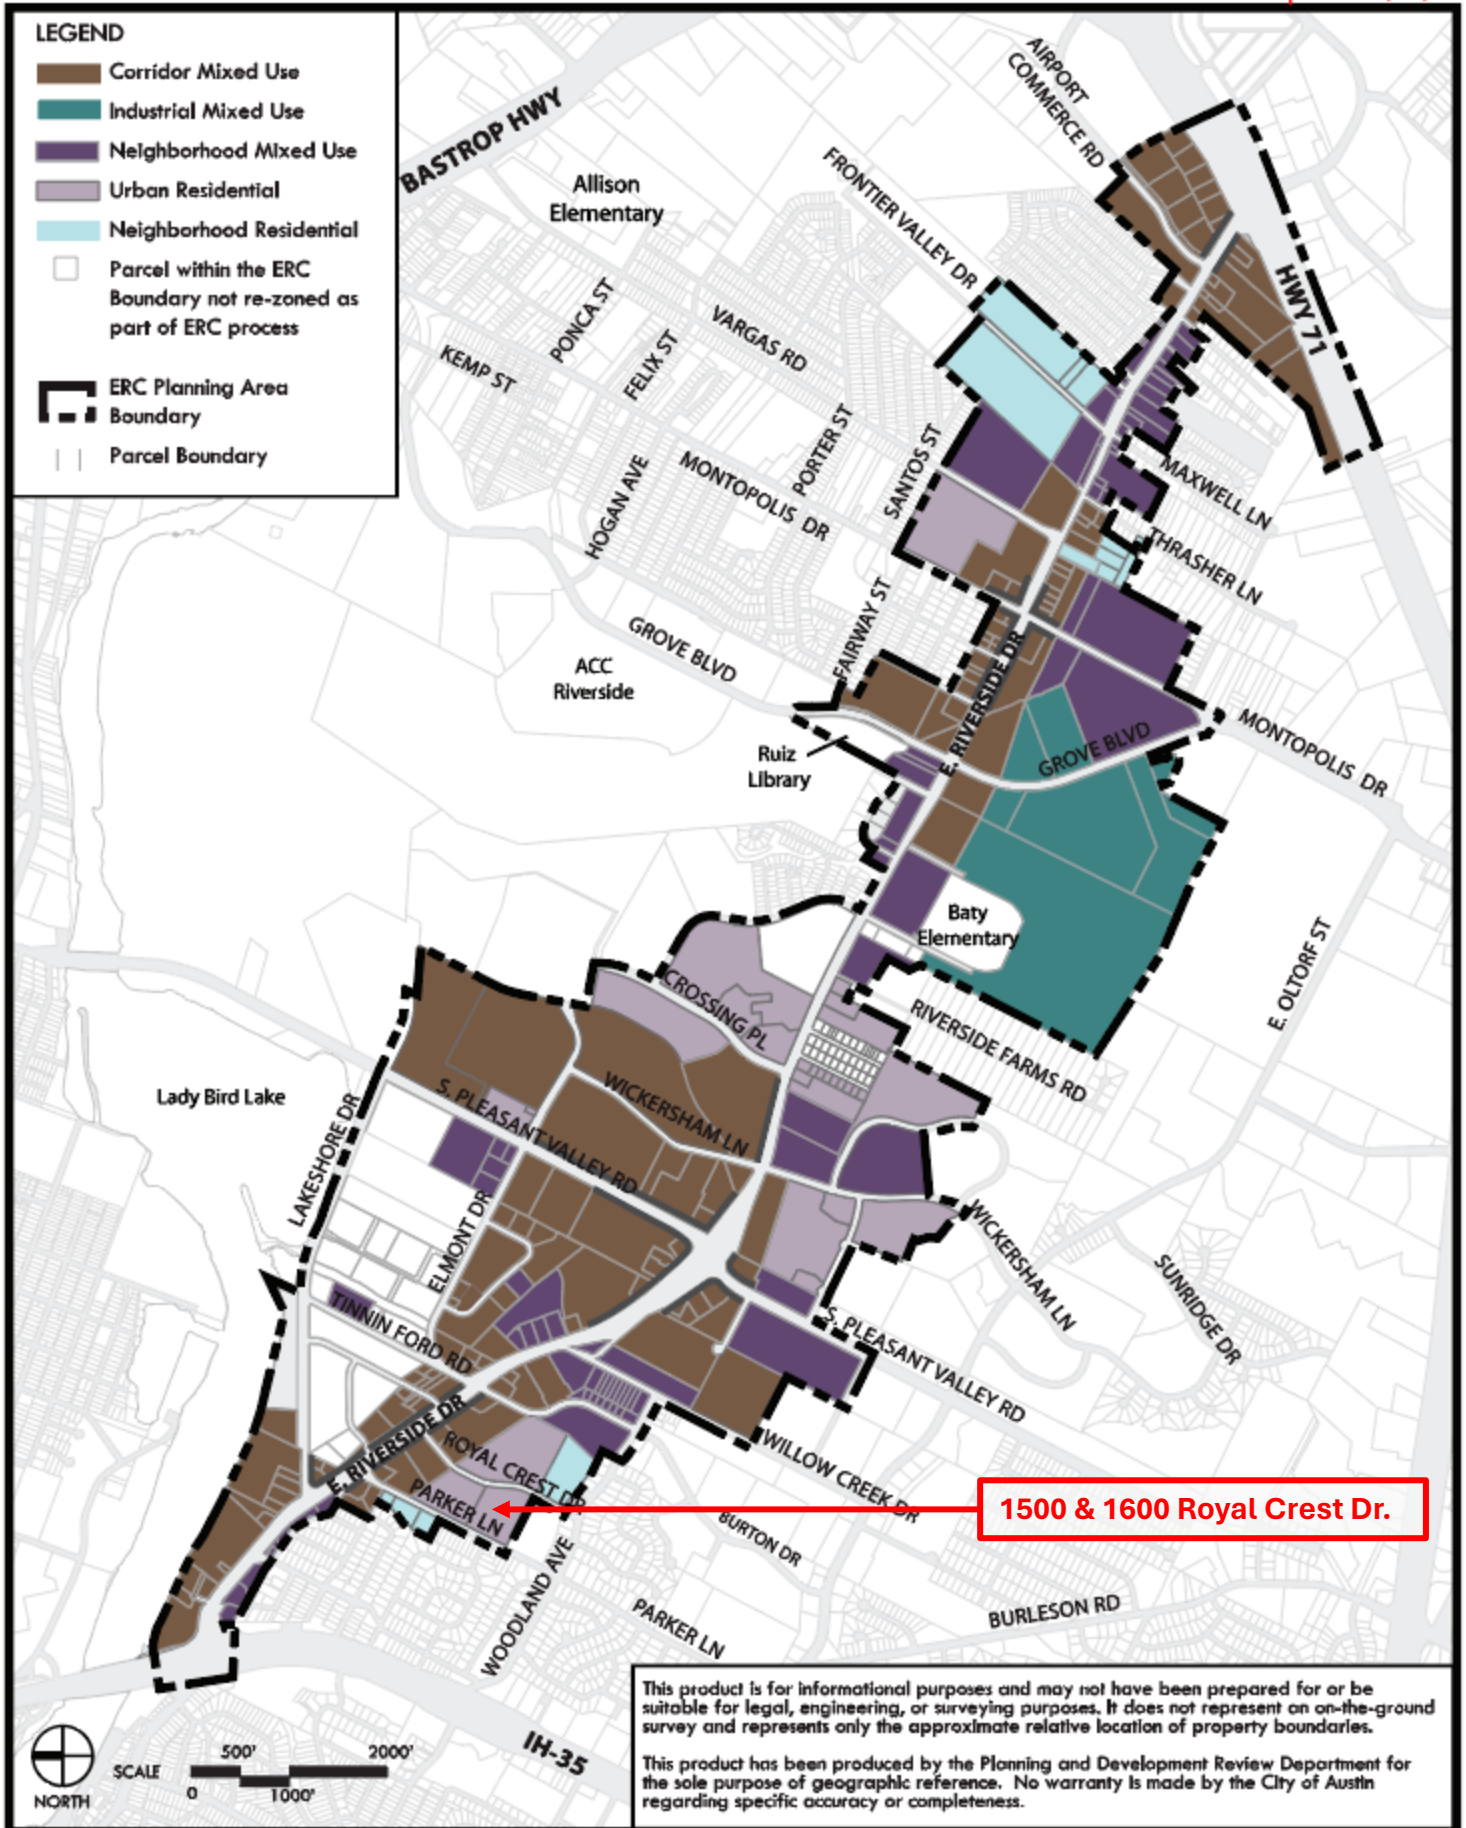 LEGEND
Corridor Mixed Use
Industrial Mixed Use
Neighborhood Mixed Use
Urban Residential
Neighborhood Residential
Parcel within the ERC
Boundary not re-zoned as
part of ERC process
ERC Planning Area
Boundary
Parcel Boundary
BASTROP HWY
AIRPORT
COMMERCE RD
Allison
Elementary
FRONTIER VALLEY DR
HWY 71
PONCA ST
VARGAS RD
KEMP ST
FELIX ST
PORTER ST
SANTOS ST
MAXWELL LN
HOGAN AVE
MONTOPOLIS DR
THRASHER LN
FAIRWAY ST
GROVE BLVD
ACC
Riverside
E. RIVERSIDE DR
Ruiz
Library
GROVE BLVD
MONTOPOLIS DR
Baty
Elementary
E. OLTORF ST
CROSSING PL
RIVERSIDE FARMS RD
Lady Bird Lake
LAKESHORE DR
S. PLEASANT VALLEY RD
WICKERSHAM LN
ELMONT DR
WICKERSHAM LN
SUNRIDGE DR
TINNIN FORD RD
S. PLEASANT VALLEY RD
E. RIVERSIDE DR
ROYAL CREST DR
WILLOW CREEK DR
PARKER LN
1500 & 1600 Royal Crest Dr.
BURTON DR
WOODLAND AVE
PARKER LN
BURLESON RD
IH-35
NORTH
SCALE
500'
2000'
0
1000'
This product is for informational purposes and may not have been prepared for or be
suitable for legal, engineering, or surveying purposes. It does not represent an on-the-ground
survey and represents only the approximate relative location of property boundaries.
This product has been produced by the Planning and Development Review Department for
the sole purpose of geographic reference. No warranty is made by the City of Austin
regarding specific accuracy or completeness.